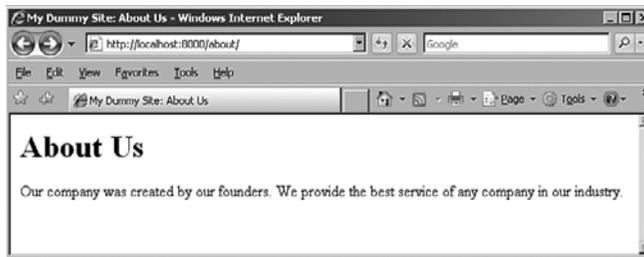 My Dummy Site: About Us - Windows Internet Explorer
http://localhost:8000/about/
Google
File Edit View Favorites Tools Help
My Dummy Site: About Us
Page Tools
About Us
Our company was created by our founders. We provide the best service of any company in our industry.